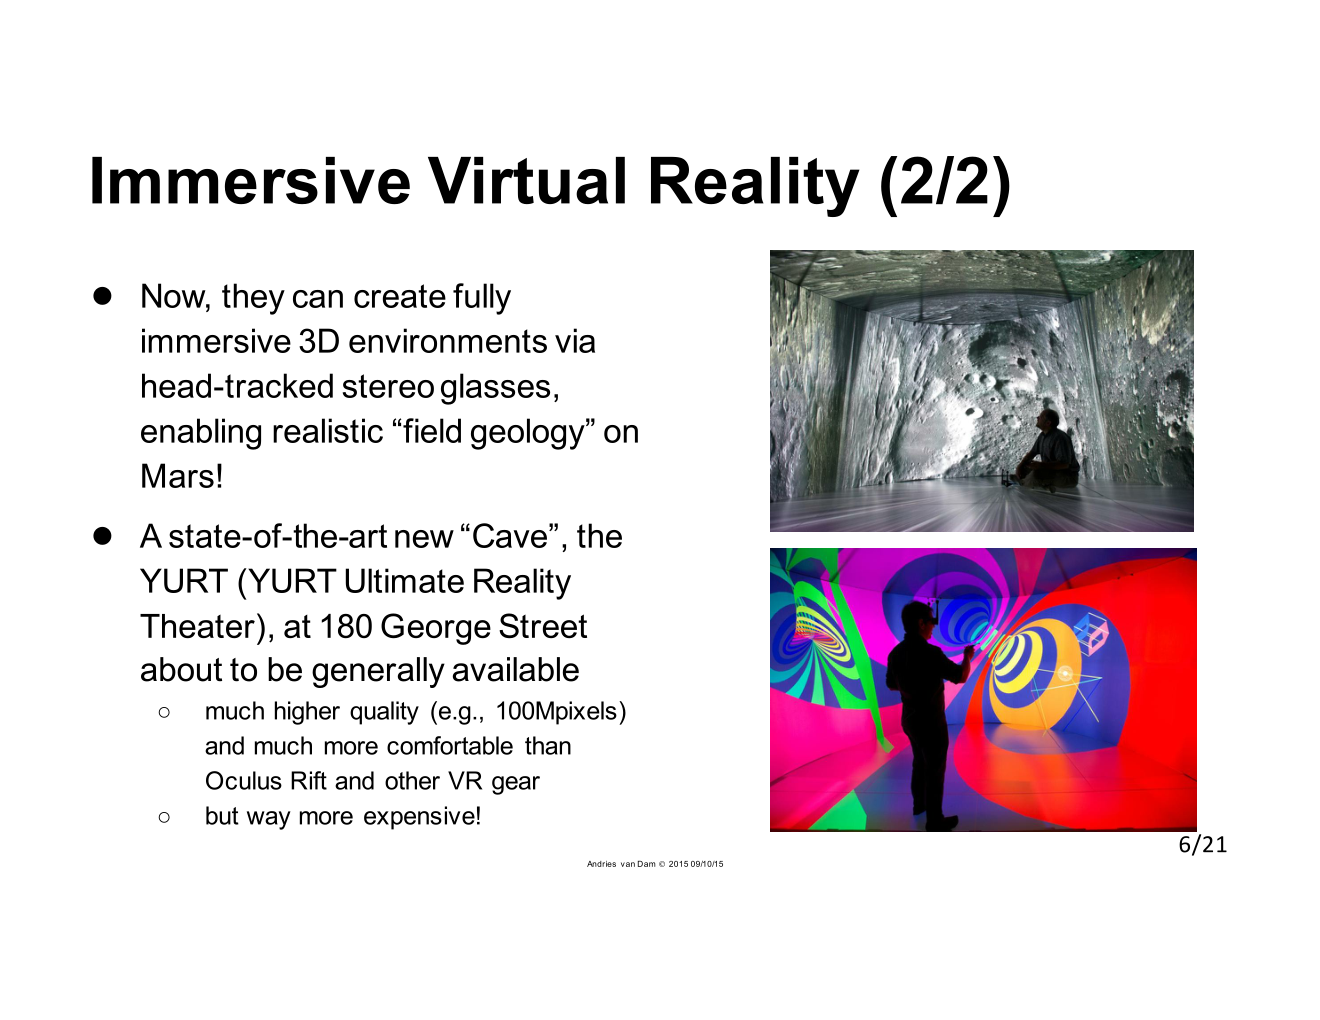 Immersive Virtual Reality (2/2)
● Now, they can create fully
immersive 3D environments via
head-tracked stereo glasses,
enabling realistic “field geology” on
Mars!
● A state-of-the-art new “Cave”, the
YURT (YURT Ultimate Reality
Theater), at 180 George Street
about to be generally available
○ much higher quality (e.g., 100Mpixels)
and much more comfortable than
Oculus Rift and other VR gear
○ but way more expensive!
6/21
Andries van Dam © 2015 09/10/15